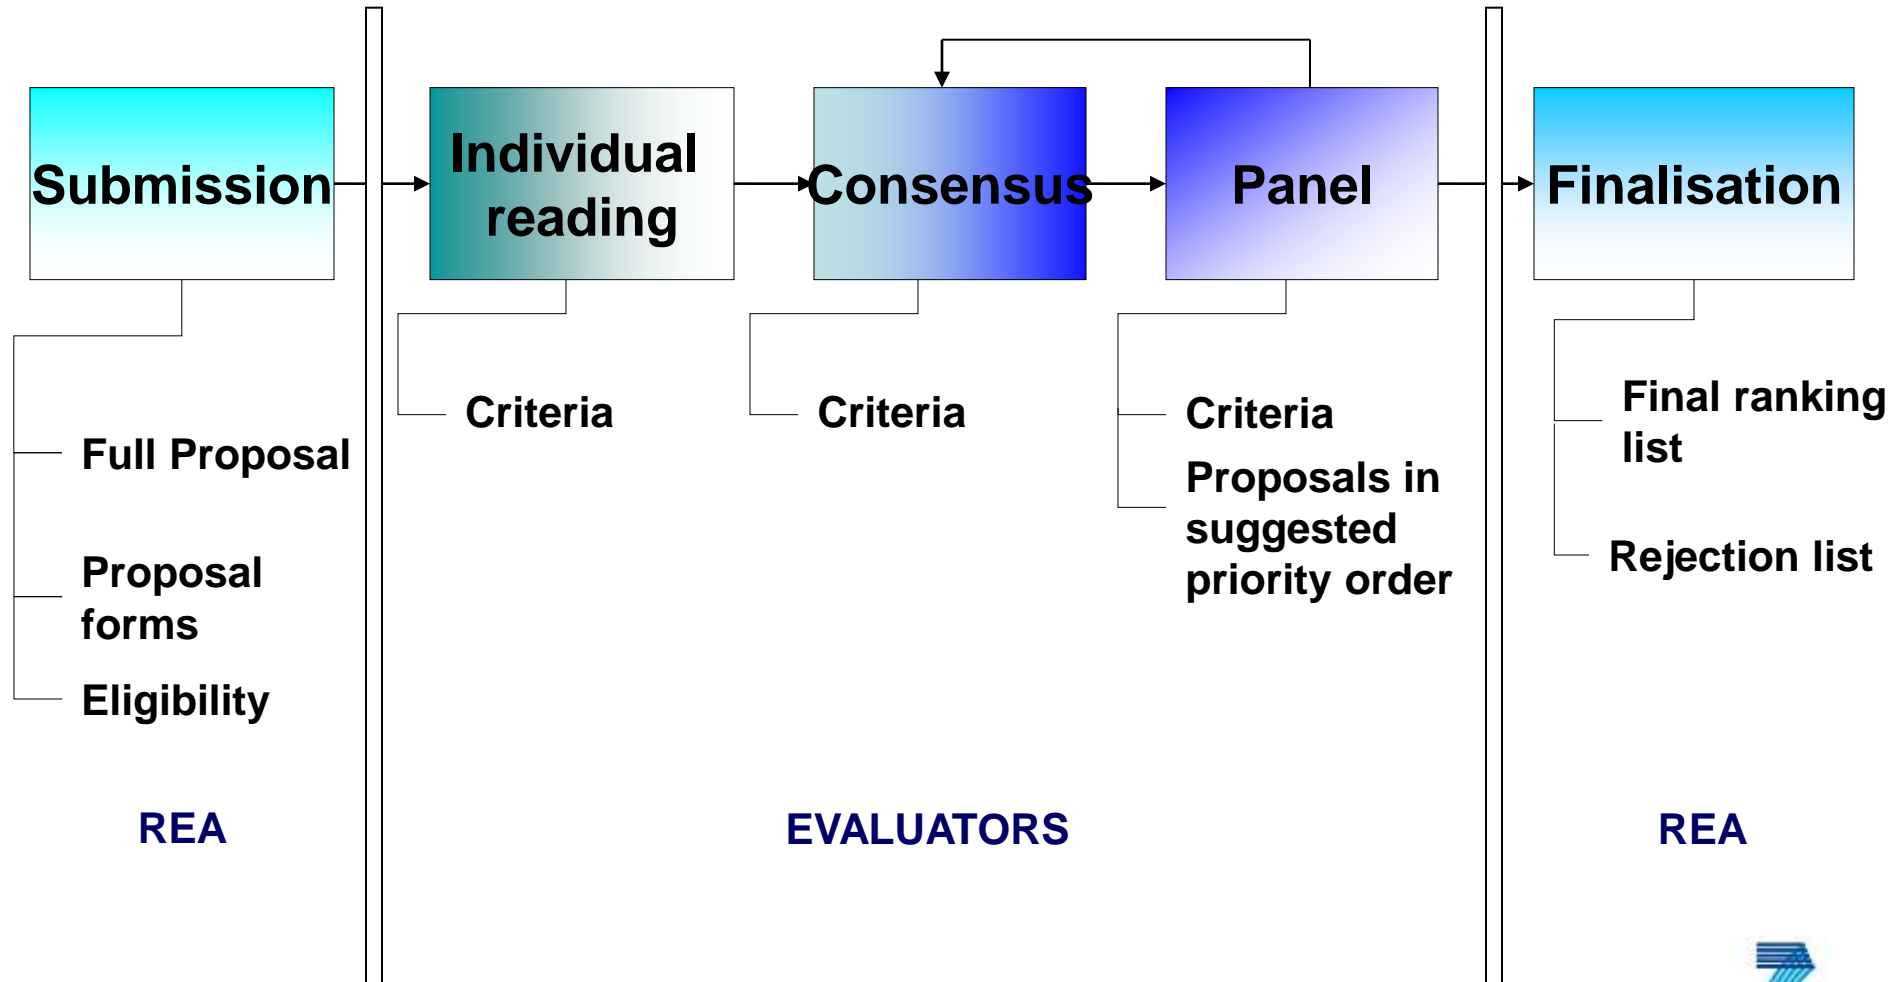 Submission
Individual
reading
Consensus
Panel
Finalisation
Full Proposal
Proposal
forms
Eligibility
Criteria
Criteria
Criteria
Proposals in
suggested
priority order
Final ranking
list
Rejection list
REA
EVALUATORS
REA